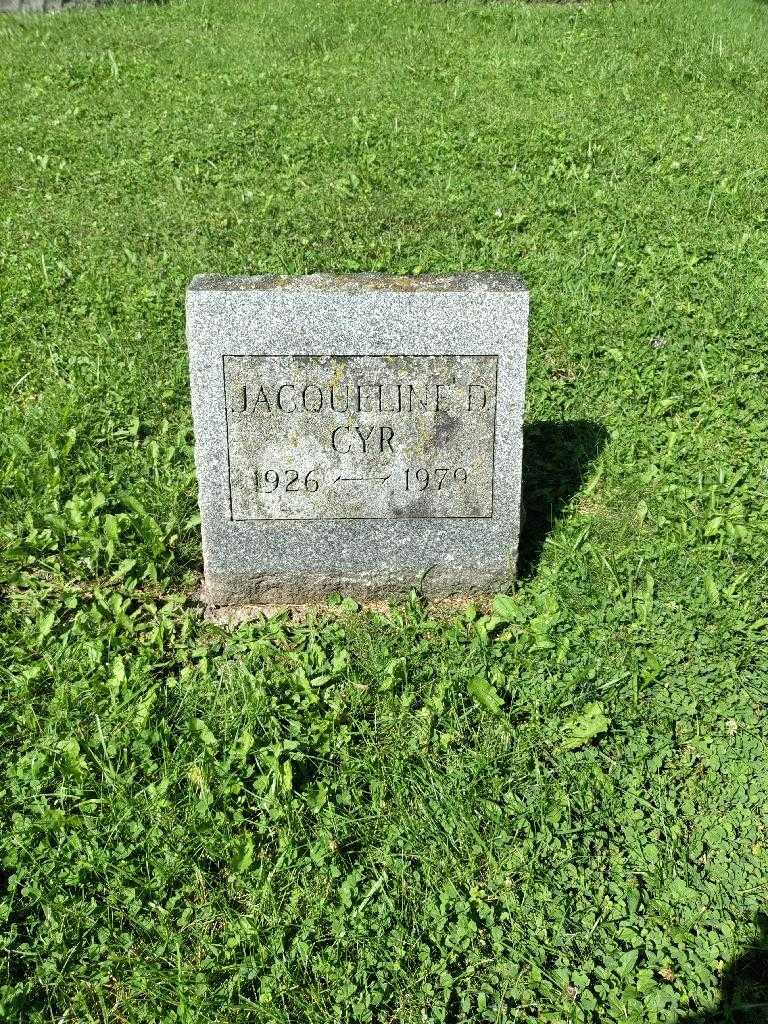 JACQUELINE D.
CYR
1926 ⟷ 1979